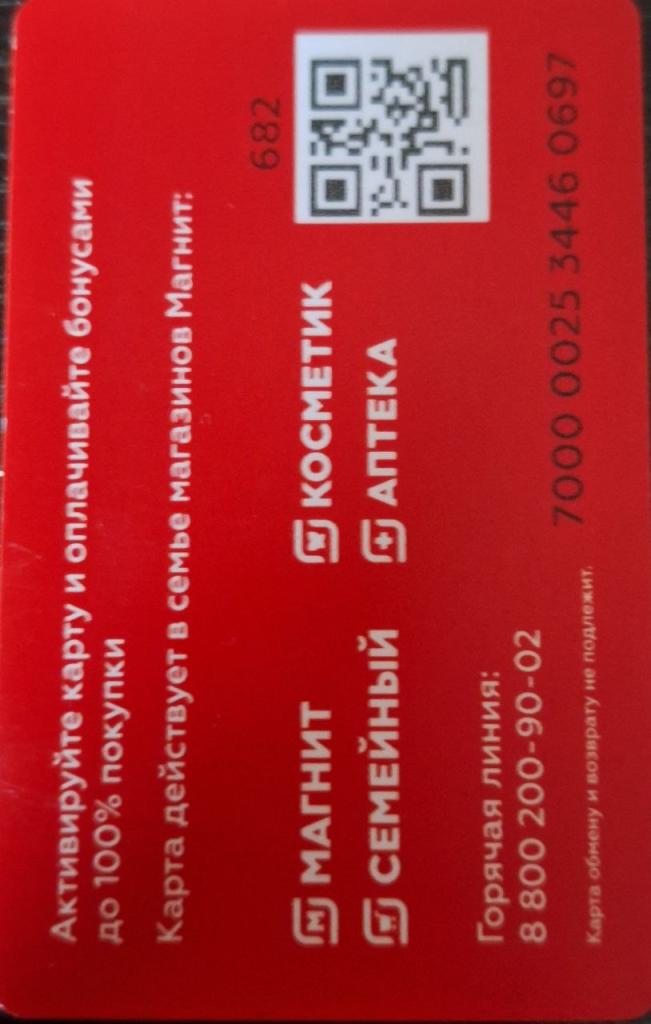 Активируйте карту и оплачивайте бонусами
до 100% покупки
Карта действует в семье магазинов Магнит:
682
МАГНИТ КОСМЕТИК
СЕМЕЙНЫЙ АПТЕКА
Горячая линия:
8 800 200-90-02
7000 0025 3446 0697
Карта обмену и возврату не подлежит.